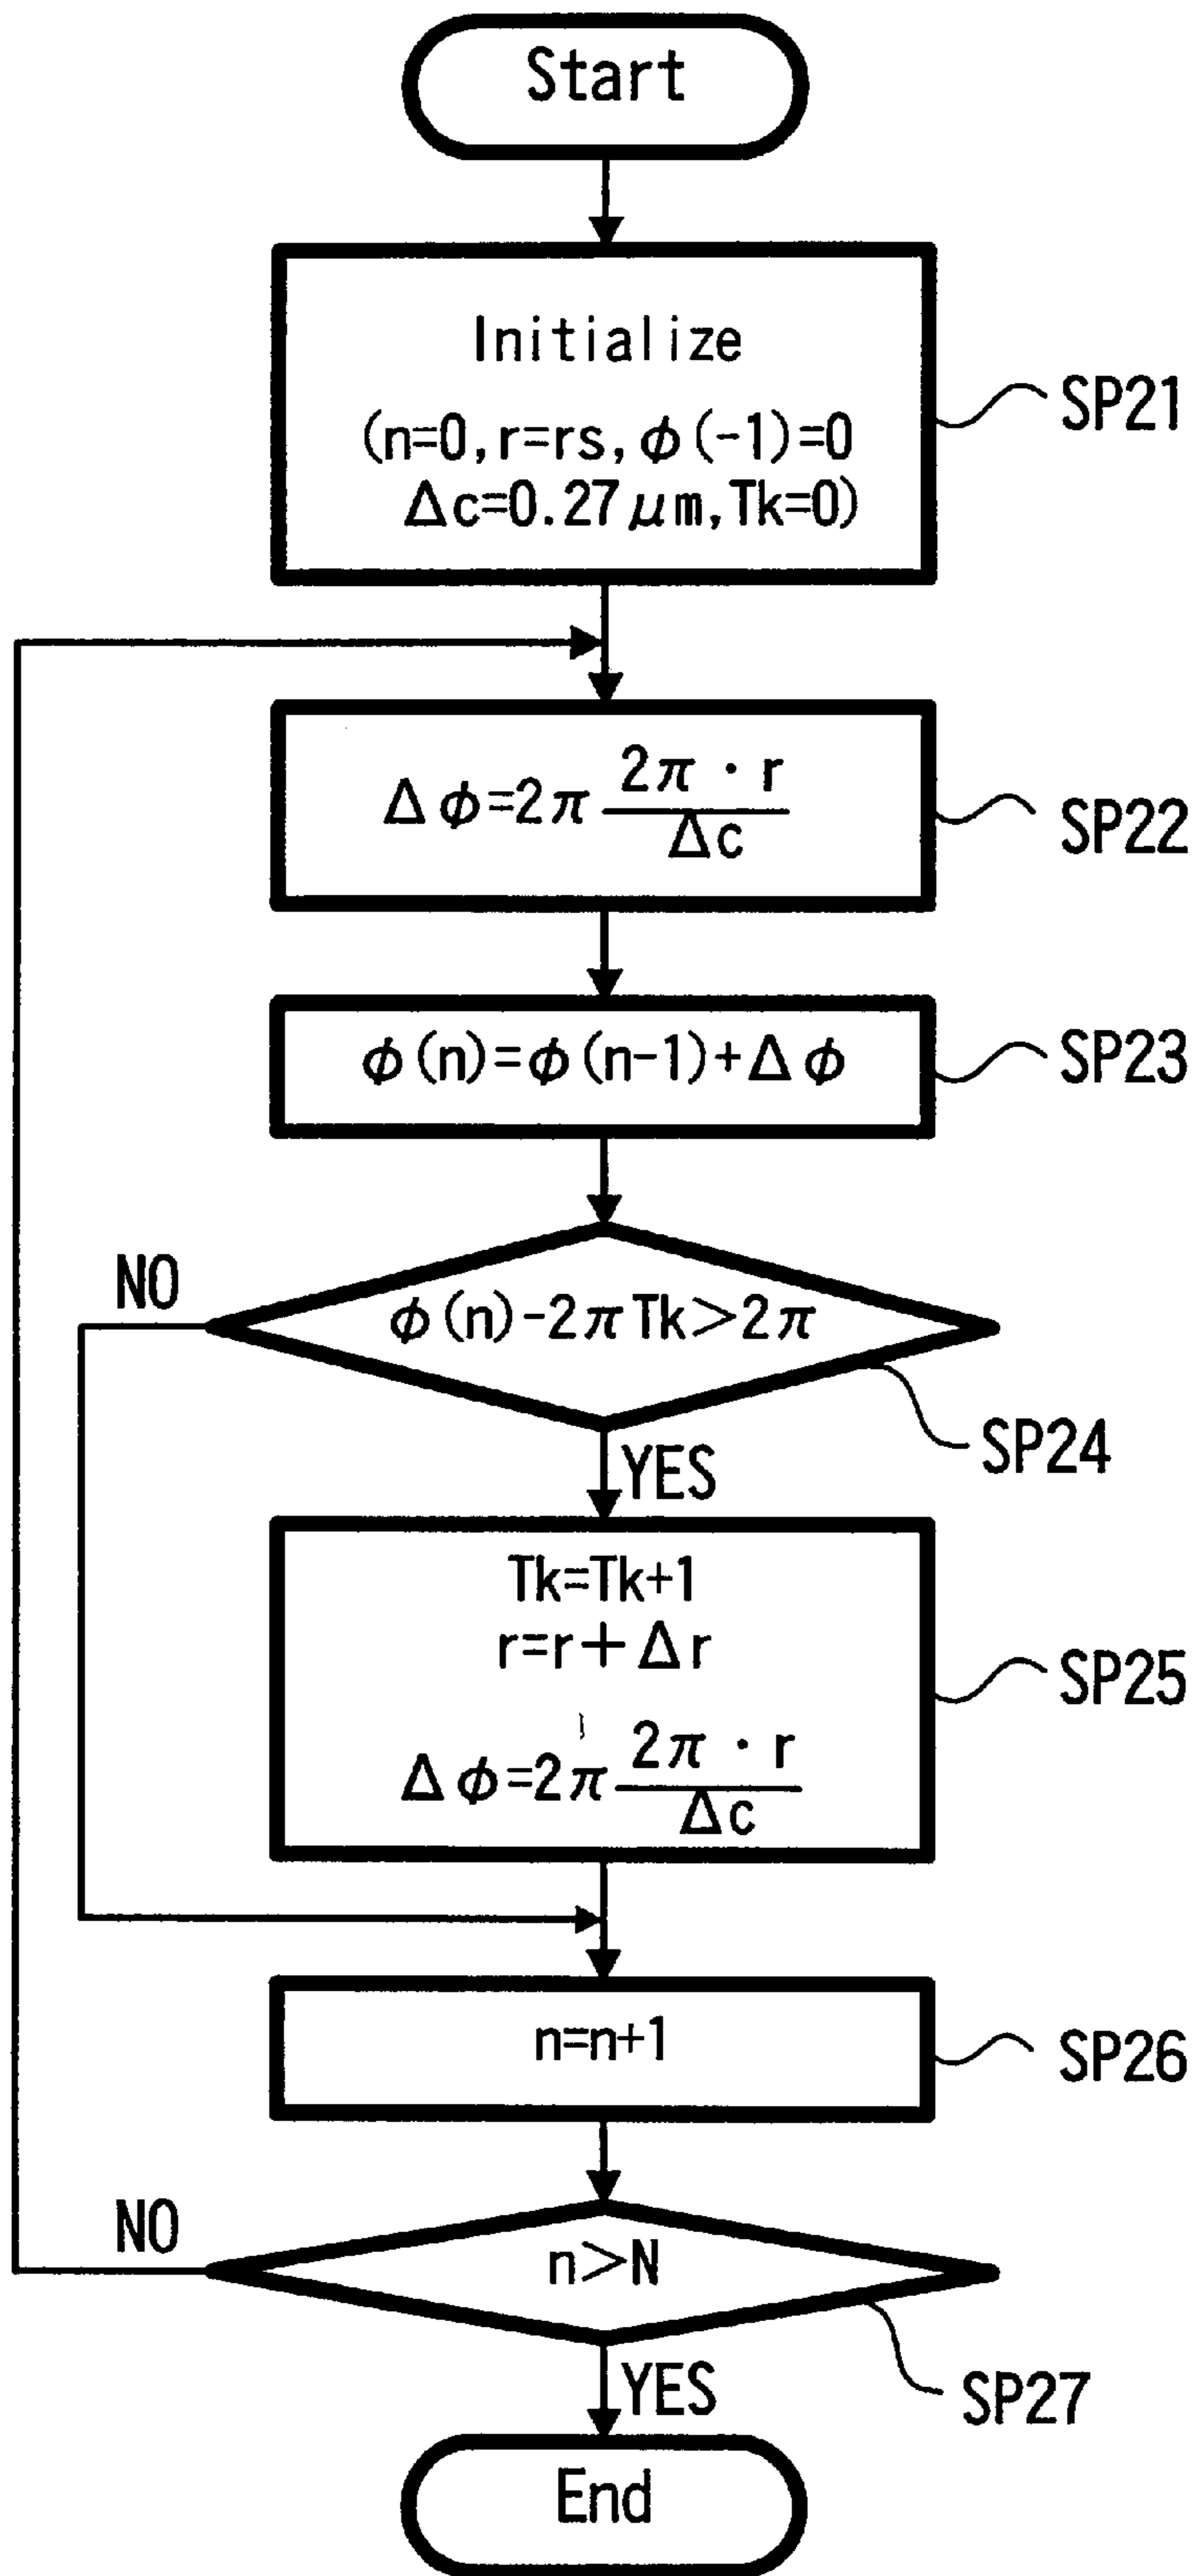 Start
Initialize
(n=0, r=rs, ϕ(-1)=0
Δc=0.27μm, Tk=0)
SP21
Δϕ=2π 2π・r/Δc
SP22
ϕ(n)=ϕ(n-1)+Δϕ
SP23
NO
ϕ(n)-2πTk>2π
SP24
YES
Tk=Tk+1
r=r+Δr
Δϕ=2π 2π・r/Δc
SP25
n=n+1
SP26
NO
n>N
SP27
YES
End